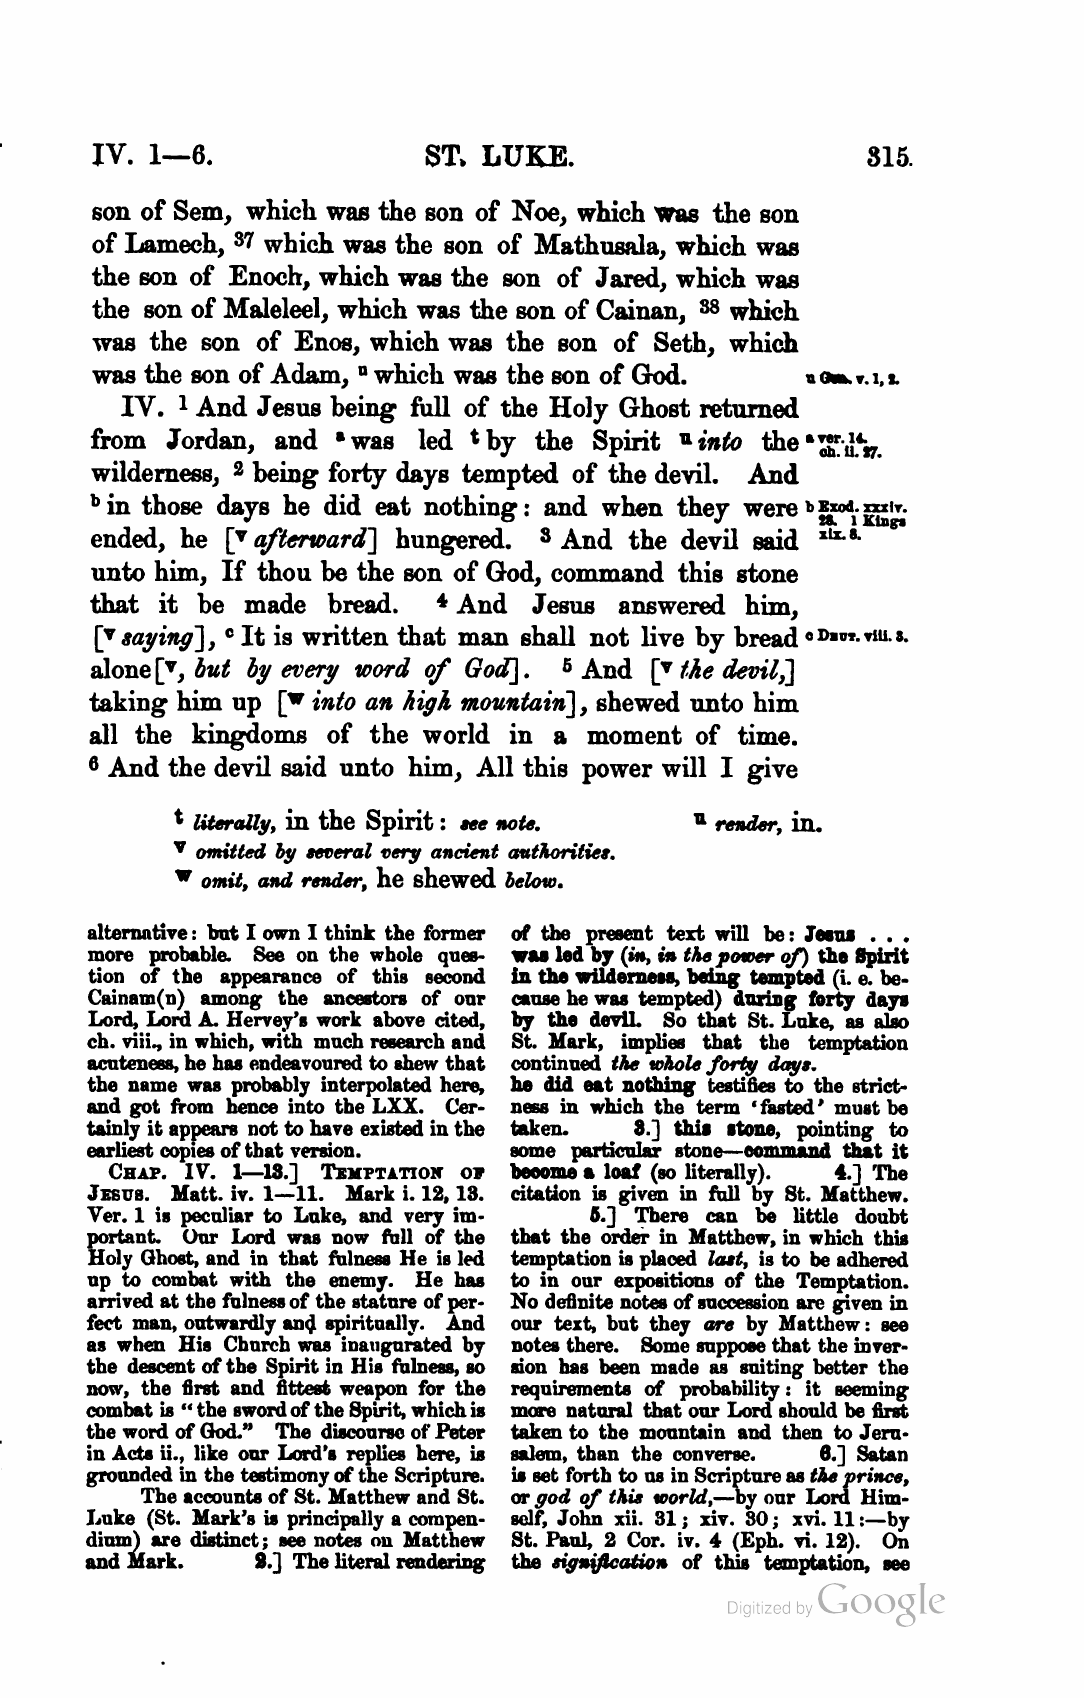 IV. 1—6. ST. LUKE. 315.
son of Sem, which was the son of Noe, which was the son
of Lamech, 37 which was the son of Mathusala, which was
the son of Enoch, which was the son of Jared, which was
the son of Maleleel, which was the son of Cainan, 38 which
was the son of Enos, which was the son of Seth, which
was the son of Adam, n which was the son of God. n Gen. v. 1, 2.
IV. 1 And Jesus being full of the Holy Ghost returned
from Jordan, and a was led t by the Spirit u into the a ver. 14. ch. ii. 27.
wilderness, 2 being forty days tempted of the devil. And
b in those days he did eat nothing: and when they were b Exod. xxxiv. 28. 1 Kings
ended, he [v afterward] hungered. 3 And the devil said xix. 8.
unto him, If thou be the son of God, command this stone
that it be made bread. 4 And Jesus answered him,
[v saying], c It is written that man shall not live by bread c Deut. viii. 3.
alone[v, but by every word of God]. 5 And [v the devil,]
taking him up [w into an high mountain], shewed unto him
all the kingdoms of the world in a moment of time.
6 And the devil said unto him, All this power will I give
t literally, in the Spirit: see note. u render, in.
v omitted by several very ancient authorities.
w omit, and render, he shewed below.
alternative: but I own I think the former
more probable. See on the whole ques-
tion of the appearance of this second
Cainam(n) among the ancestors of our
Lord, Lord A. Hervey's work above cited,
ch. viii., in which, with much research and
acuteness, he has endeavoured to shew that
the name was probably interpolated here,
and got from hence into the LXX. Cer-
tainly it appears not to have existed in the
earliest copies of that version.
CHAP. IV. 1—13.] TEMPTATION OF
JESUS. Matt. iv. 1—11. Mark i. 12, 13.
Ver. 1 is peculiar to Luke, and very im-
portant. Our Lord was now full of the
Holy Ghost, and in that fulness He is led
up to combat with the enemy. He has
arrived at the fulness of the stature of per-
fect man, outwardly and spiritually. And
as when His Church was inaugurated by
the descent of the Spirit in His fulness, so
now, the first and fittest weapon for the
combat is "the sword of the Spirit, which is
the word of God." The discourse of Peter
in Acts ii., like our Lord's replies here, is
grounded in the testimony of the Scripture.
The accounts of St. Matthew and St.
Luke (St. Mark's is principally a compen-
dium) are distinct; see notes on Matthew
and Mark. 2.] The literal rendering
of the present text will be: Jesus . . .
was led by (in, in the power of) the Spirit
in the wilderness, being tempted (i. e. be-
cause he was tempted) during forty days
by the devil. So that St. Luke, as also
St. Mark, implies that the temptation
continued the whole forty days.
he did eat nothing testifies to the strict-
ness in which the term 'fasted' must be
taken. 3.] this stone, pointing to
some particular stone—command that it
become a loaf (so literally). 4.] The
citation is given in full by St. Matthew.
5.] There can be little doubt
that the order in Matthew, in which this
temptation is placed last, is to be adhered
to in our expositions of the Temptation.
No definite notes of succession are given in
our text, but they are by Matthew: see
notes there. Some suppose that the inver-
sion has been made as suiting better the
requirements of probability: it seeming
more natural that our Lord should be first
taken to the mountain and then to Jeru-
salem, than the converse. 6.] Satan
is set forth to us in Scripture as the prince,
or god of this world,—by our Lord Him-
self, John xii. 31; xiv. 30; xvi. 11:—by
St. Paul, 2 Cor. iv. 4 (Eph. vi. 12). On
the signification of this temptation, see
Digitized by Google